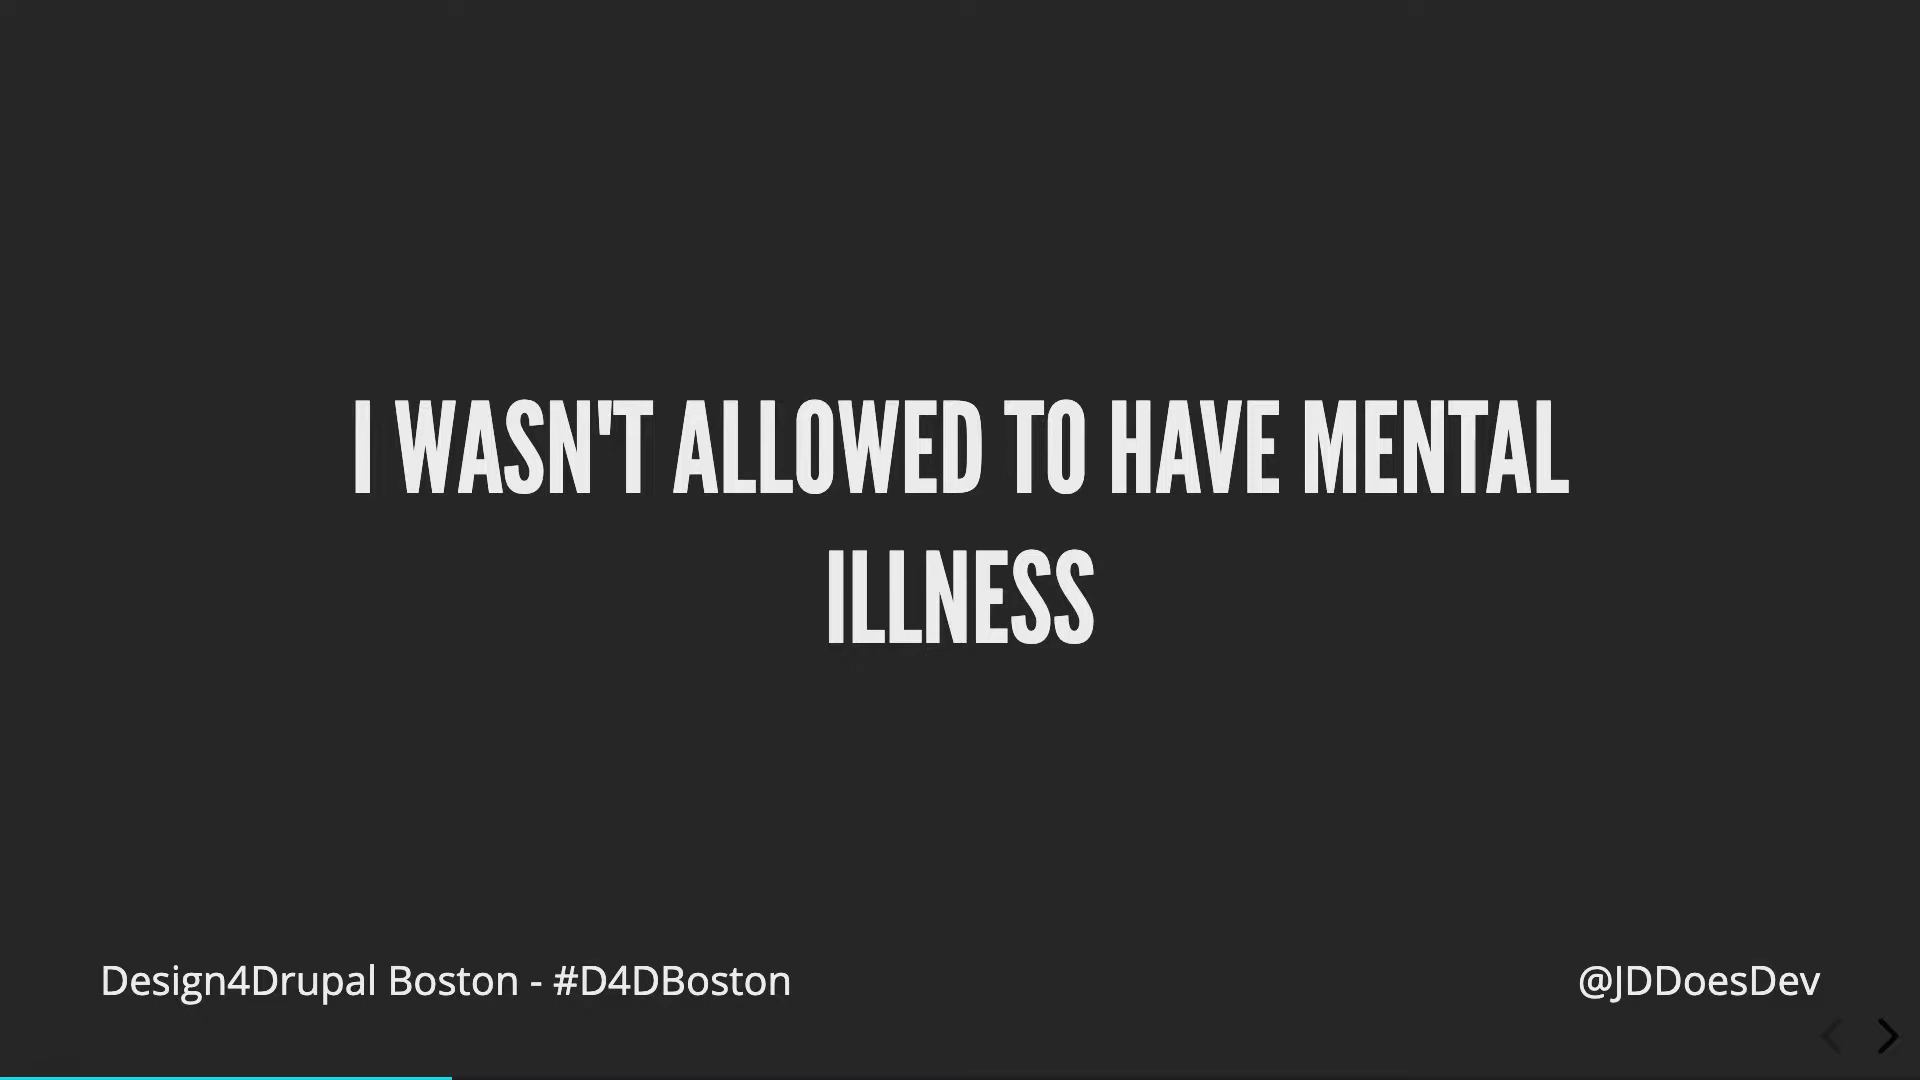 I WASN'T ALLOWED TO HAVE MENTAL
ILLNESS
Design4Drupal Boston - #D4DBoston
@JDDoesDev